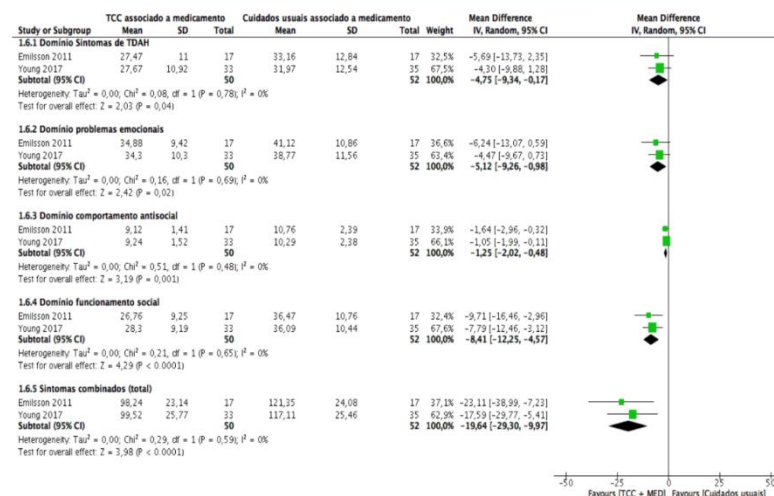 TCC associado a medicamento Cuidados usuais associado a medicamento Mean Difference Mean Difference
Study or Subgroup Mean SD Total Mean SD Total Weight IV, Random, 95% CI IV, Random, 95% CI
1.6.1 Domínio Sintomas de TDAH
Emilsson 2011 27,47 11 17 33,16 12,84 17 32,5% -5,69 [-13,73, 2,35]
Young 2017 27,67 10,92 33 31,97 12,54 35 67,5% -4,30 [-9,88, 1,28]
Subtotal (95% CI) 50 52 100,0% -4,75 [-9,34, -0,17]
Heterogeneity: Tau² = 0,00; Chi² = 0,08, df = 1 (P = 0,78); I² = 0%
Test for overall effect: Z = 2,03 (P = 0,04)
1.6.2 Domínio problemas emocionais
Emilsson 2011 34,88 9,42 17 41,12 10,86 17 36,6% -6,24 [-13,07, 0,59]
Young 2017 34,3 10,3 33 38,77 11,56 35 63,4% -4,47 [-9,67, 0,73]
Subtotal (95% CI) 50 52 100,0% -5,12 [-9,26, -0,98]
Heterogeneity: Tau² = 0,00; Chi² = 0,16, df = 1 (P = 0,69); I² = 0%
Test for overall effect: Z = 2,42 (P = 0,02)
1.6.3 Domínio comportamento antisocial
Emilsson 2011 9,12 1,41 17 10,76 2,39 17 33,9% -1,64 [-2,96, -0,32]
Young 2017 9,24 1,52 33 10,29 2,38 35 66,1% -1,05 [-1,99, -0,11]
Subtotal (95% CI) 50 52 100,0% -1,25 [-2,02, -0,48]
Heterogeneity: Tau² = 0,00; Chi² = 0,51, df = 1 (P = 0,48); I² = 0%
Test for overall effect: Z = 3,19 (P = 0,001)
1.6.4 Domínio funcionamento social
Emilsson 2011 26,76 9,25 17 36,47 10,76 17 32,4% -9,71 [-16,46, -2,96]
Young 2017 28,3 9,19 33 36,09 10,44 35 67,6% -7,79 [-12,46, -3,12]
Subtotal (95% CI) 50 52 100,0% -8,41 [-12,25, -4,57]
Heterogeneity: Tau² = 0,00; Chi² = 0,21, df = 1 (P = 0,65); I² = 0%
Test for overall effect: Z = 4,29 (P < 0,0001)
1.6.5 Sintomas combinados (total)
Emilsson 2011 98,24 23,14 17 121,35 24,08 17 37,1% -23,11 [-38,99, -7,23]
Young 2017 99,52 25,77 33 117,11 25,46 35 62,9% -17,59 [-29,77, -5,41]
Subtotal (95% CI) 50 52 100,0% -19,64 [-29,30, -9,97]
Heterogeneity: Tau² = 0,00; Chi² = 0,29, df = 1 (P = 0,59); I² = 0%
Test for overall effect: Z = 3,98 (P < 0,0001)
-50 -25 0 25 50
Favours [TCC + MED] Favours [Cuidados usuais]